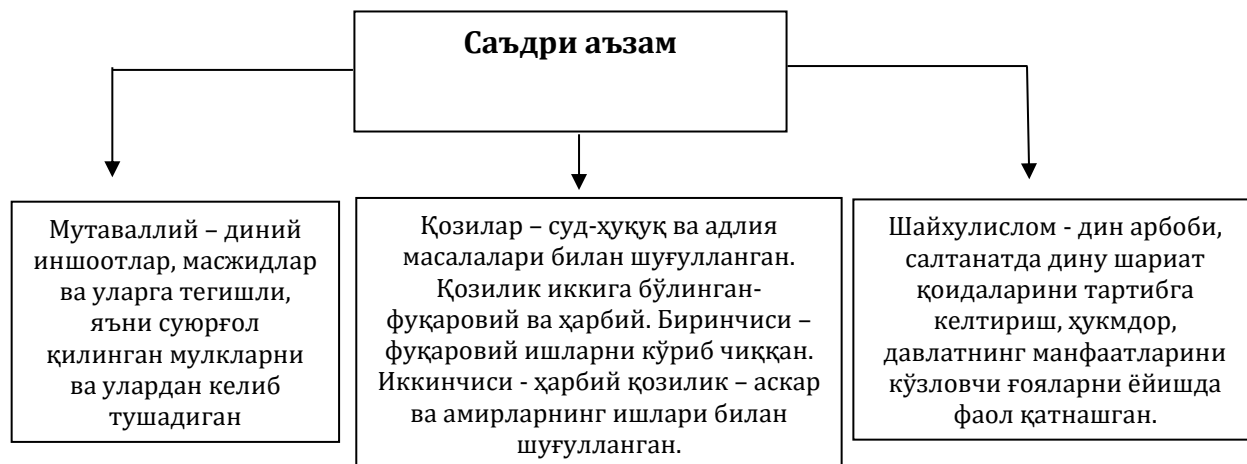 Саъдри аъзам
Мутаваллий – диний
иншоотлар, масжидлар
ва уларга тегишли,
яъни суюрғол
қилинган мулкларни
ва улардан келиб
тушадиган
Қозилар – суд-ҳуқуқ ва адлия
масалалари билан шуғулланган.
Қозилик иккига бўлинган-
фуқаровий ва ҳарбий. Биринчиси –
фуқаровий ишларни кўриб чиққан.
Иккинчиси - ҳарбий қозилик – аскар
ва амирларнинг ишлари билан
шуғулланган.
Шайхулислом - дин арбоби,
салтанатда дину шариат
қоидаларини тартибга
келтириш, ҳукмдор,
давлатнинг манфаатларини
кўзловчи ғояларни ёйишда
фаол қатнашган.